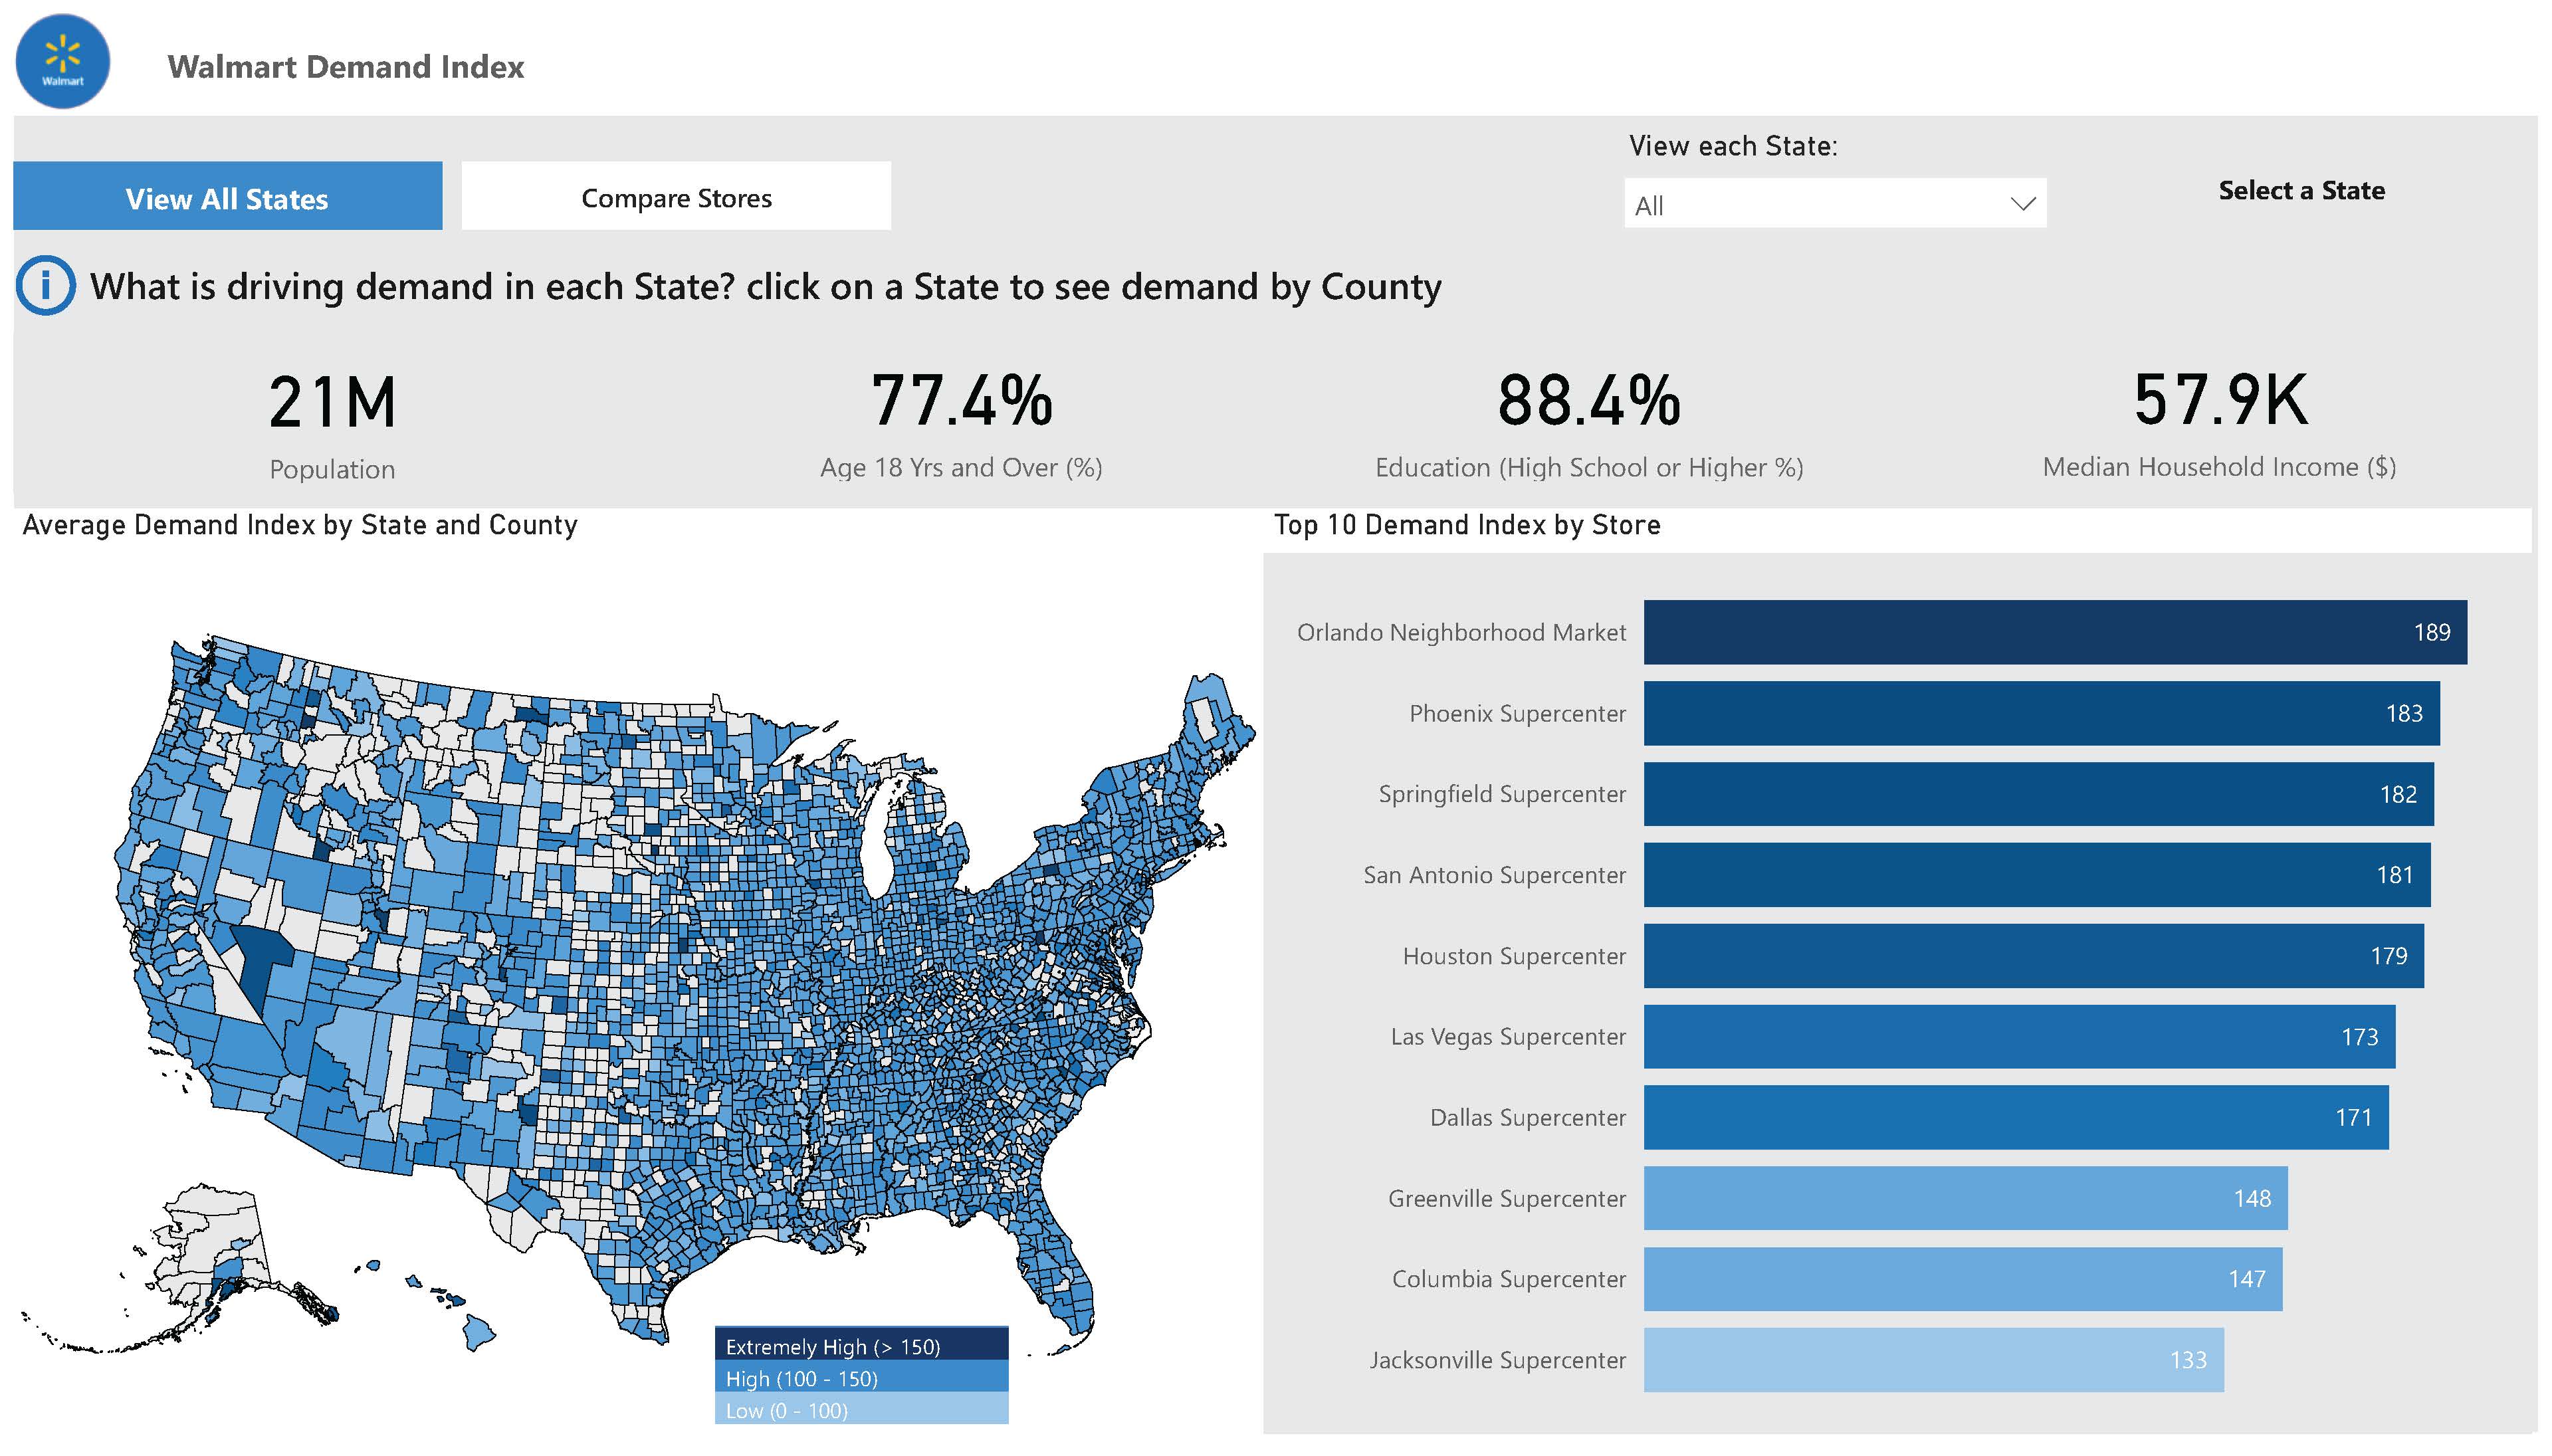 Walmart
Walmart Demand Index
View each State:
View All States
Compare Stores
All
Select a State
i What is driving demand in each State? click on a State to see demand by County
21M
77.4%
88.4%
57.9K
Population
Age 18 Yrs and Over (%)
Education (High School or Higher %)
Median Household Income ($)
Average Demand Index by State and County
Top 10 Demand Index by Store
Orlando Neighborhood Market 189
Phoenix Supercenter 183
Springfield Supercenter 182
San Antonio Supercenter 181
Houston Supercenter 179
Las Vegas Supercenter 173
Dallas Supercenter 171
Greenville Supercenter 148
Columbia Supercenter 147
Jacksonville Supercenter 133
Extremely High (> 150)
High (100 - 150)
Low (0 - 100)